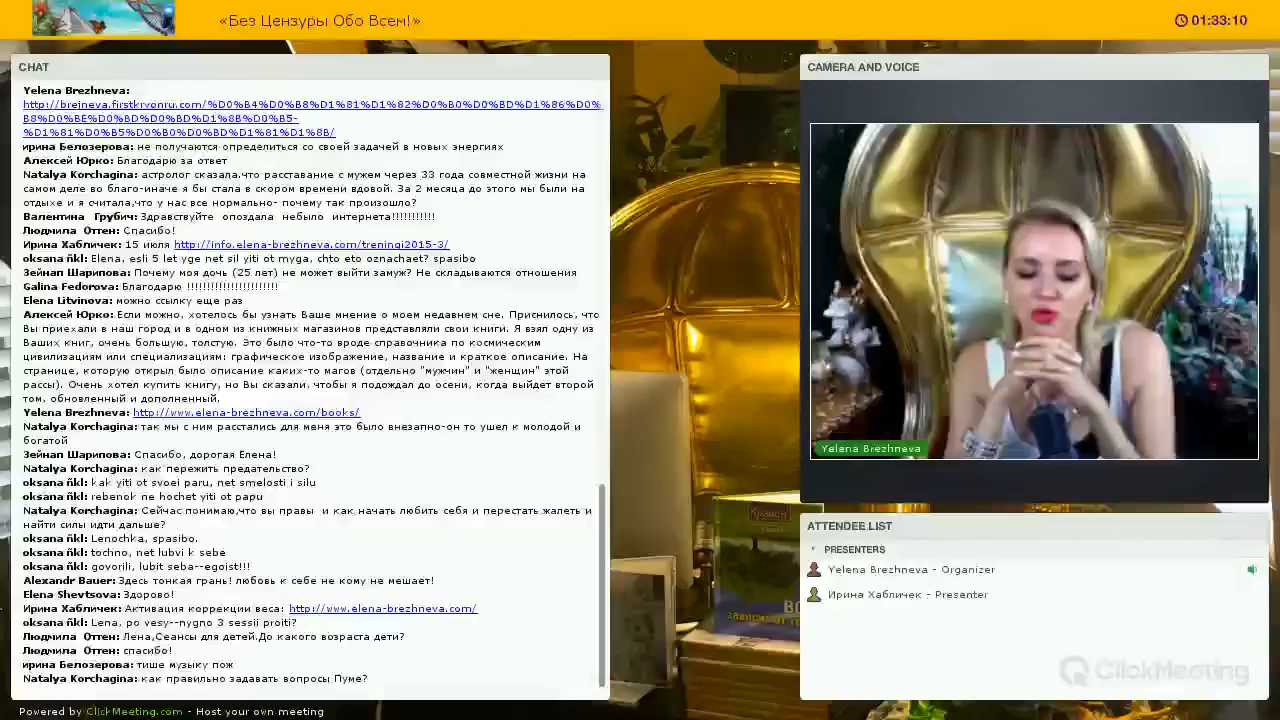 «Без Цензуры Обо Всем!»
01:33:10
CHAT
Yelena Brezhneva:
http://brejneva.firstkrvonru.com/%D0%B4%D0%B8%D1%81%D1%82%D0%B0%D0%BD%D1%86%D0%
B8%D0%BE%D0%BD%D0%BD%D1%8B%D0%B5-
%D1%81%D0%B5%D0%B0%D0%BD%D1%81%D1%8B/
ирина Белозерова: не получаются определиться со своей задачей в новых энергиях
Алексей Юрко: Благодарю за ответ
Natalya Korchagina: астролог сказала.что расставание с мужем через 33 года совместной жизни на
самом деле во благо-иначе я бы стала в скором времени вдовой. За 2 месяца до этого мы были на
отдыхе и я считала,что у нас все нормально- почему так произошло?
Валентина Грубич: Здравствуйте опоздала небыло интернета!!!!!!!!!!!
Людмила Оттен: Спасибо!
Ирина Хабличек: 15 июля http://info.elena-brezhneva.com/treningi2015-3/
oksana ñkl: Elena, esli 5 let yge net sil yiti ot myga, chto eto oznachaet? spasibo
Зейнап Шарипова: Почему моя дочь (25 лет) не может выйти замуж? Не складываются отношения
Galina Fedorova: Благодарю !!!!!!!!!!!!!!!!!!!!!!!
Elena Litvinova: можно ссылку еще раз
Алексей Юрко: Если можно, хотелось бы узнать Ваше мнение о моем недавнем сне. Приснилось, что
Вы приехали в наш город и в одном из книжных магазинов представляли свои книги. Я взял одну из
Ваших книг, очень большую, толстую. Это было что-то вроде справочника по космическим
цивилизациям или специализациям: графическое изображение, название и краткое описание. На
странице, которую открыл было описание каких-то магов (отдельно "мужчин" и "женщин" этой
рассы). Очень хотел купить книгу, но Вы сказали, чтобы я подождал до осени, когда выйдет второй
том, обновленный и дополненный,
Yelena Brezhneva: http://www.elena-brezhneva.com/books/
Natalya Korchagina: так мы с ним расстались для меня это было внезапно-он то ушел к молодой и
богатой
Зейнап Шарипова: Спасибо, дорогая Елена!
Natalya Korchagina: как пережить предательство?
oksana ñkl: kak yiti ot svoei paru, net smelosti i silu
oksana ñkl: rebenok ne hochet yiti ot papu
Natalya Korchagina: Сейчас понимаю,что вы правы и как начать любить себя и перестать жалеть и
найти силы идти дальше?
oksana ñkl: Lenochka, spasibo.
oksana ñkl: tochno, net lubvi k sebe
oksana ñkl: govorili, lubit seba--egoist!!!
Alexandr Bauer: Здесь тонкая грань! любовь к себе не кому не мешает!
Elena Shevtsova: Здорово!
Ирина Хабличек: Активация коррекции веса: http://www.elena-brezhneva.com/
oksana ñkl: Lena, po vesy--nygno 3 sessii proiti?
Людмила Оттен: Лена,Сеансы для детей.До какого возраста дети?
Людмила Оттен: спасибо!
ирина Белозерова: тише музыку пож
Natalya Korchagina: как правильно задавать вопросы Пуме?
Powered by ClickMeeting.com - Host your own meeting
CAMERA AND VOICE
Yelena Brezhneva
ATTENDEE LIST
PRESENTERS
Yelena Brezhneva - Organizer
Ирина Хабличек - Presenter
ClickMeeting